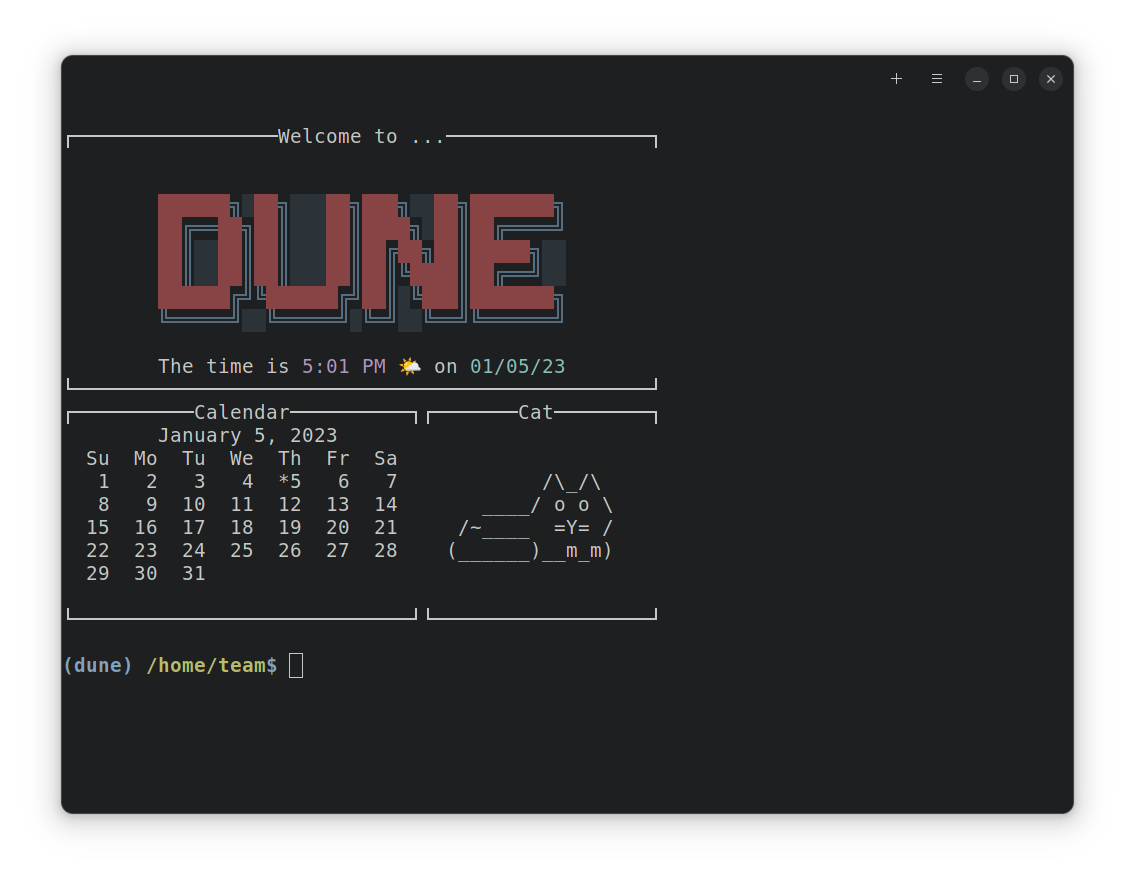 Welcome to ...
DUNE
The time is 5:01 PM 🌤️ on 01/05/23
Calendar
January 5, 2023
Su Mo Tu We Th Fr Sa
1 2 3 4 *5 6 7
8 9 10 11 12 13 14
15 16 17 18 19 20 21
22 23 24 25 26 27 28
29 30 31
Cat
/\_/\
____/ o o \
/~____ =Y= /
(______)__m_m)
(dune) /home/team$